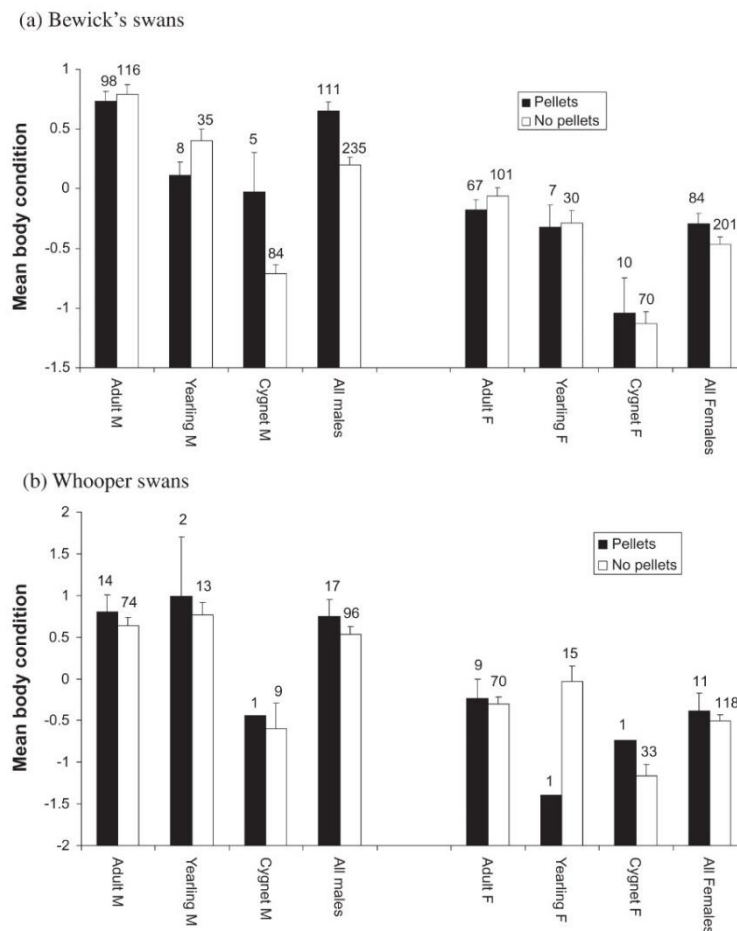 (a) Bewick's swans
Mean body condition
1
0.5
0
-0.5
-1
-1.5
98 116
8 35
5 84
111 235
67 101
7 30
10 70
84 201
Pellets
No pellets
Adult M
Yearling M
Cygnet M
All males
Adult F
Yearling F
Cygnet F
All Females
(b) Whooper swans
Mean body condition
2
1.5
1
0.5
0
-0.5
-1
-1.5
-2
14 74
2 13
1 9
17 96
9 70
1 15
1 33
11 118
Pellets
No pellets
Adult M
Yearling M
Cygnet M
All males
Adult F
Yearling F
Cygnet F
All Females